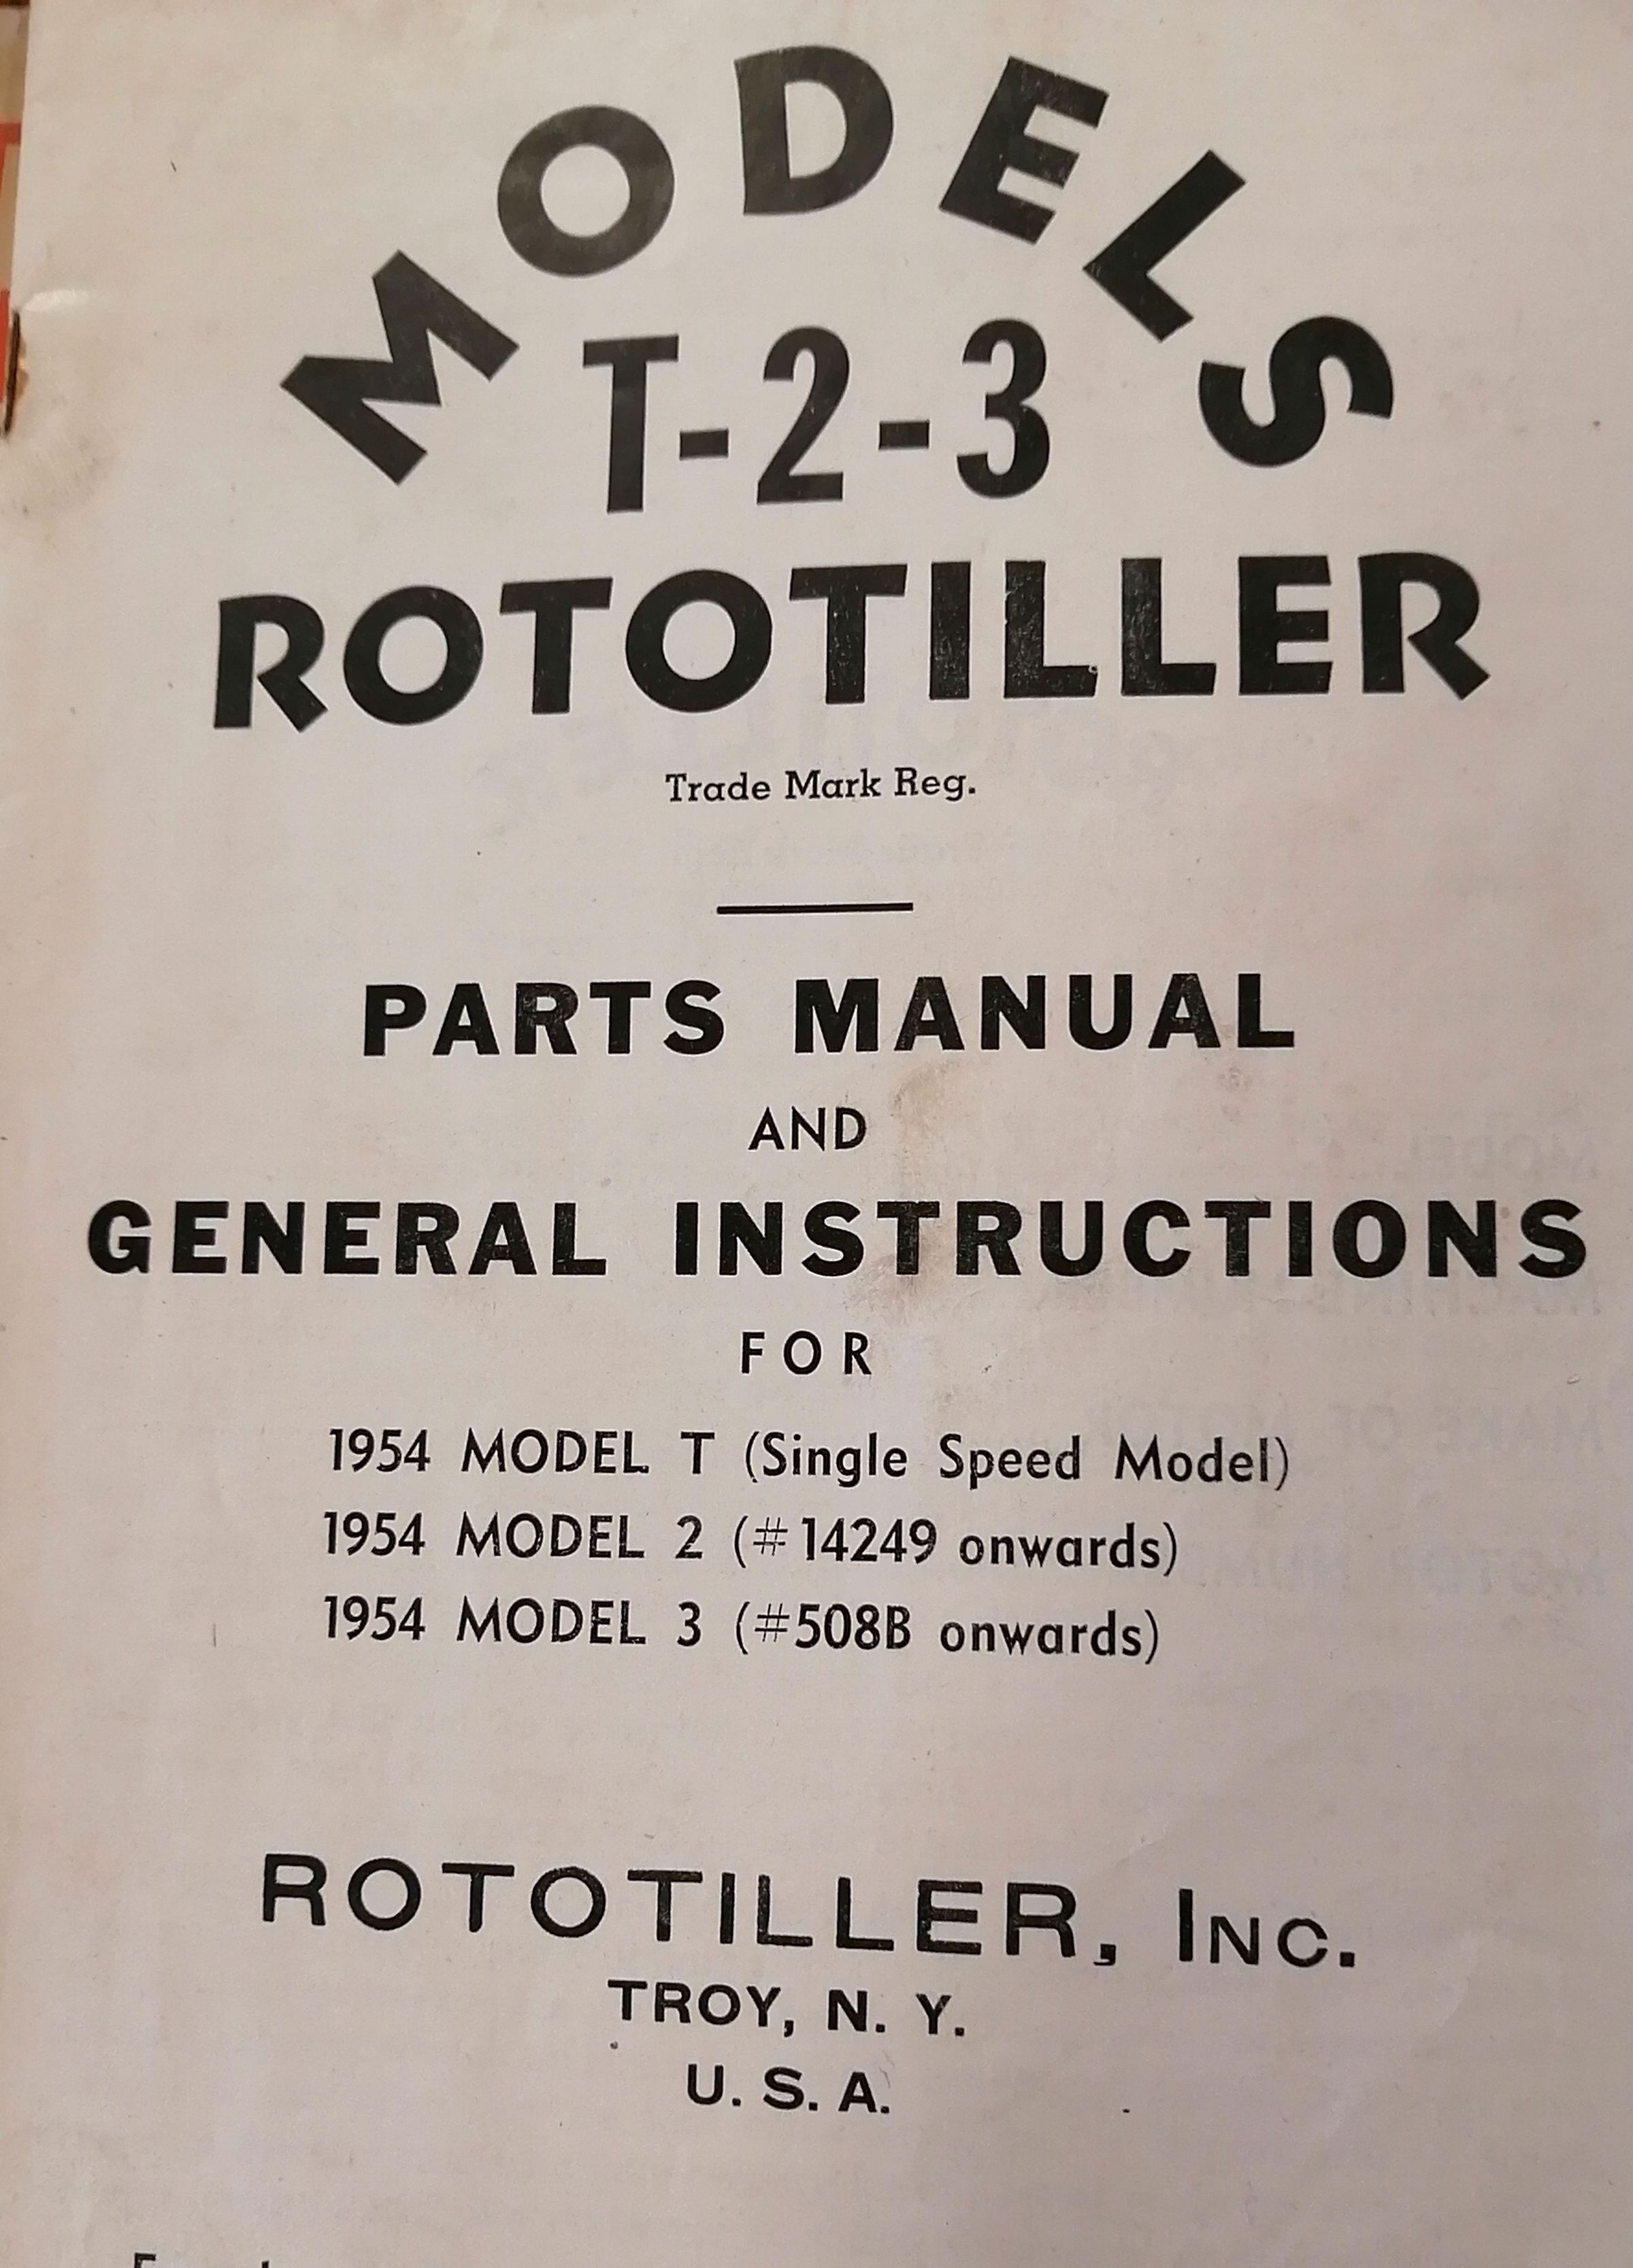 MODELS
T-2-3
ROTOTILLER
Trade Mark Reg.
PARTS MANUAL
AND
GENERAL INSTRUCTIONS
FOR
1954 MODEL T (Single Speed Model)
1954 MODEL 2 (#14249 onwards)
1954 MODEL 3 (#508B onwards)
ROTOTILLER, INC.
TROY, N. Y.
U. S. A.